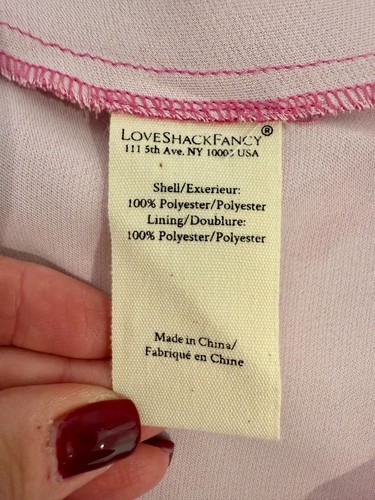 LOVESHACKFANCY®
111 5th Ave. NY 10003 USA
Shell/Exterieur:
100% Polyester/Polyester
Lining/Doublure:
100% Polyester/Polyester
Made in China/
Fabriqué en Chine